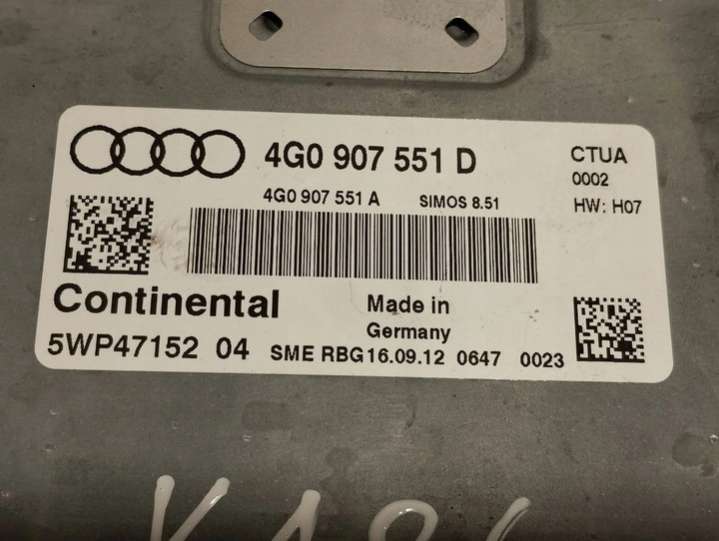 4G0 907 551 D CTUA
0002
4G0 907 551 A SIMOS 8.51 HW: H07
Continental Made in
Germany
5WP47152 04 SME RBG16.09.12 0647 0023